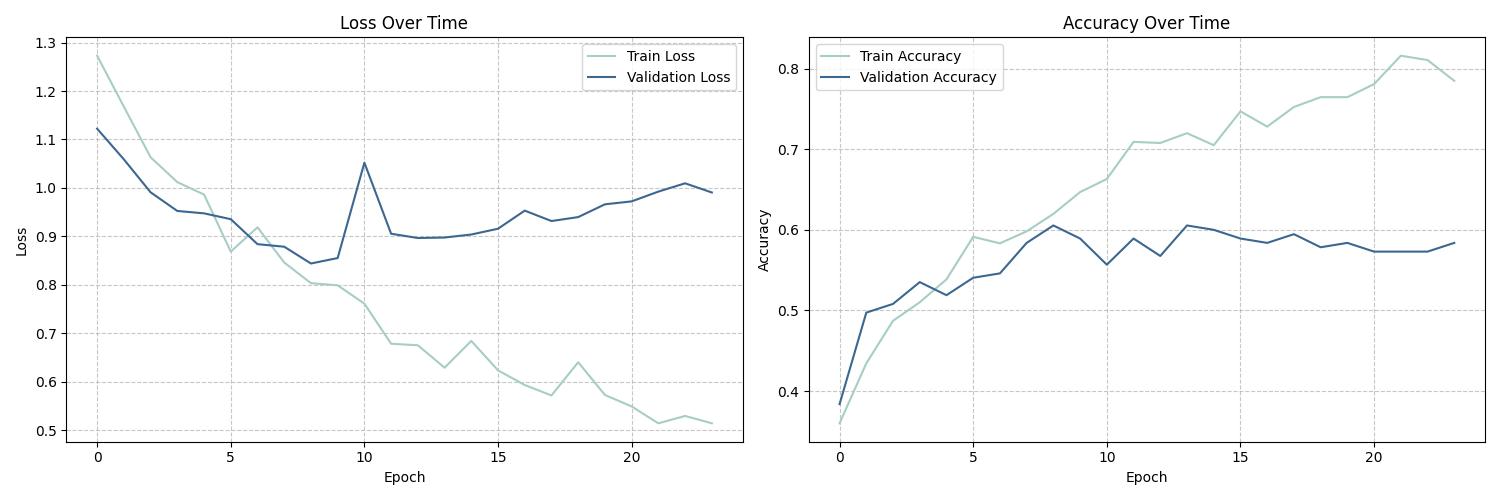 Loss Over Time
Train Loss
Validation Loss
1.3
1.2
1.1
1.0
0.9
0.8
0.7
0.6
0.5
Loss
0 5 10 15 20
Epoch
Accuracy Over Time
Train Accuracy
Validation Accuracy
0.8
0.7
0.6
0.5
0.4
Accuracy
0 5 10 15 20
Epoch